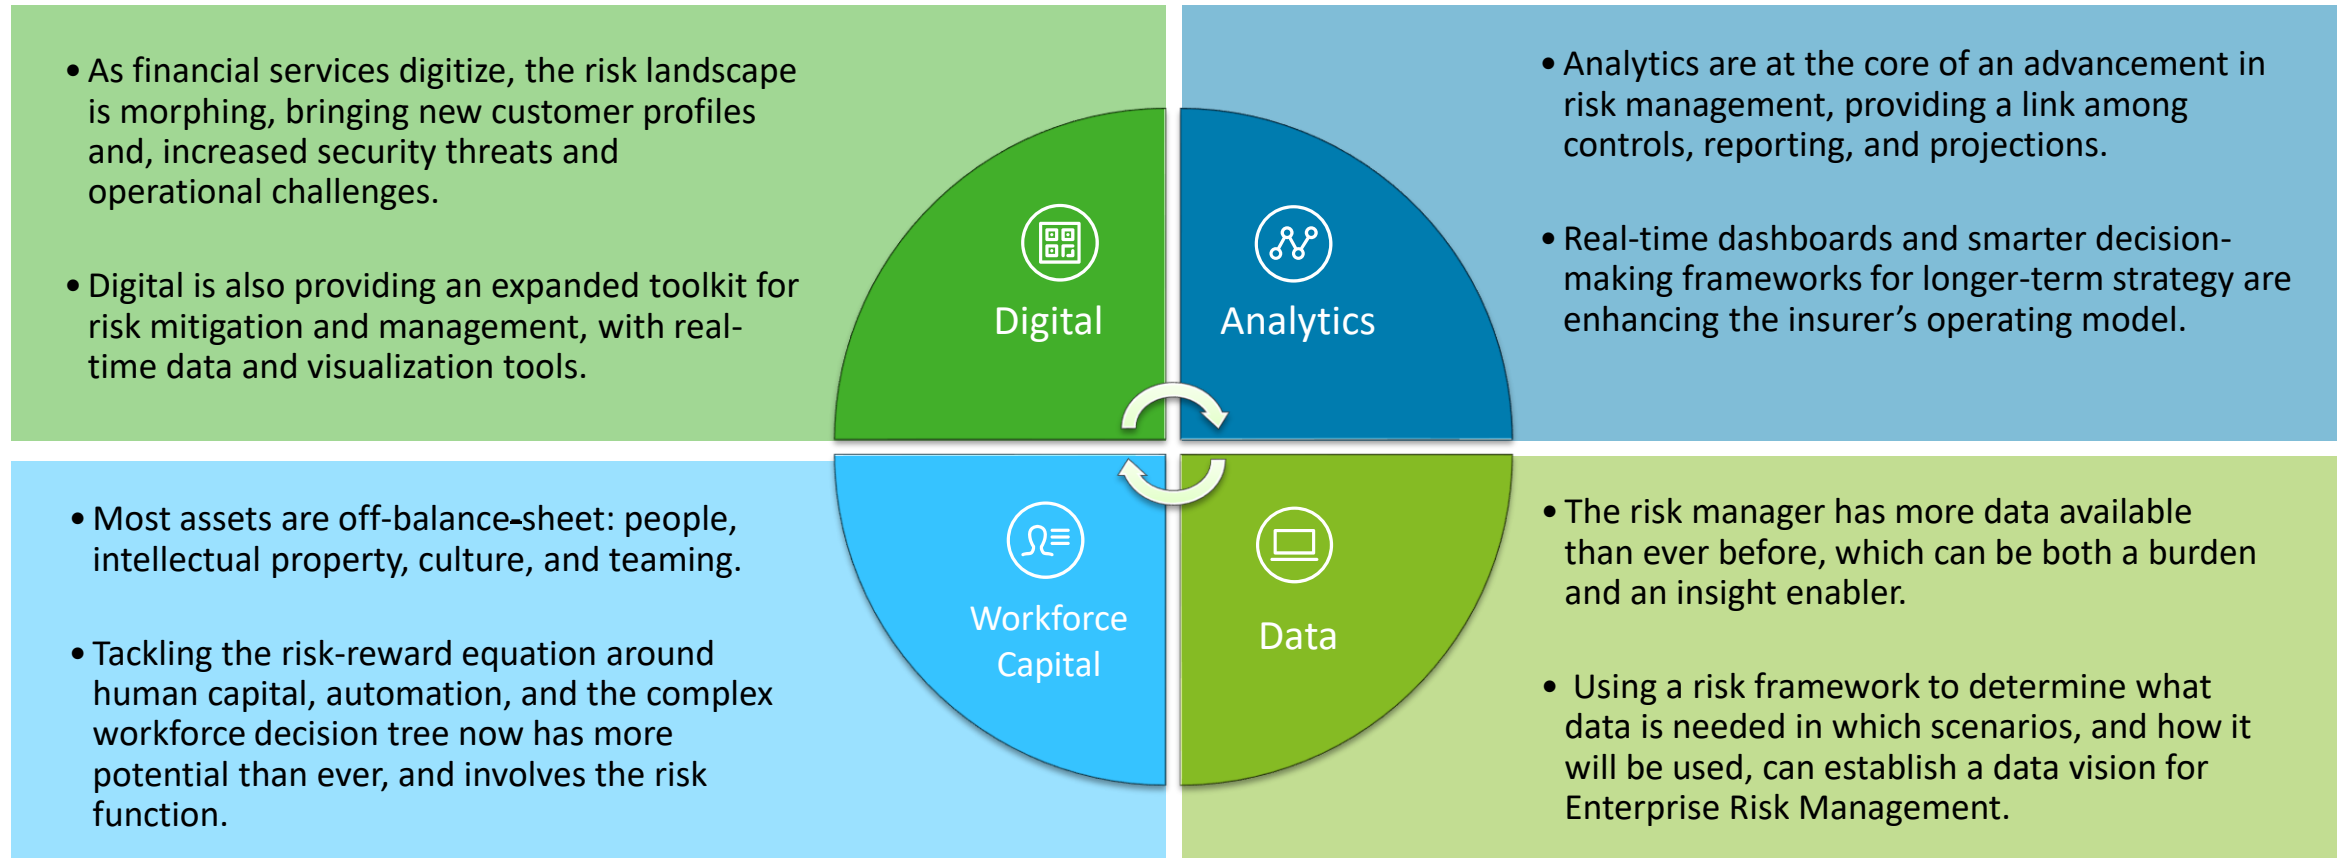 • As financial services digitize, the risk landscape
is morphing, bringing new customer profiles
and, increased security threats and
operational challenges.
• Digital is also providing an expanded toolkit for
risk mitigation and management, with real-
time data and visualization tools.
Digital
Analytics
• Analytics are at the core of an advancement in
risk management, providing a link among
controls, reporting, and projections.
• Real-time dashboards and smarter decision-
making frameworks for longer-term strategy are
enhancing the insurer’s operating model.
• Most assets are off-balance-sheet: people,
intellectual property, culture, and teaming.
• Tackling the risk-reward equation around
human capital, automation, and the complex
workforce decision tree now has more
potential than ever, and involves the risk
function.
Workforce
Capital
Data
• The risk manager has more data available
than ever before, which can be both a burden
and an insight enabler.
• Using a risk framework to determine what
data is needed in which scenarios, and how it
will be used, can establish a data vision for
Enterprise Risk Management.